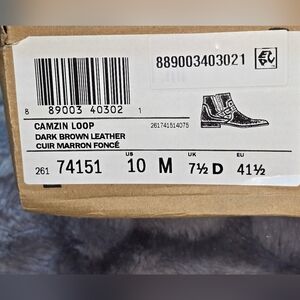 889003403021
8 89003 40302 1
CAMZIN LOOP
261741514075
DARK BROWN LEATHER
CUIR MARRON FONCÉ
US UK EU
261 74151 10 M 7½ D 41½